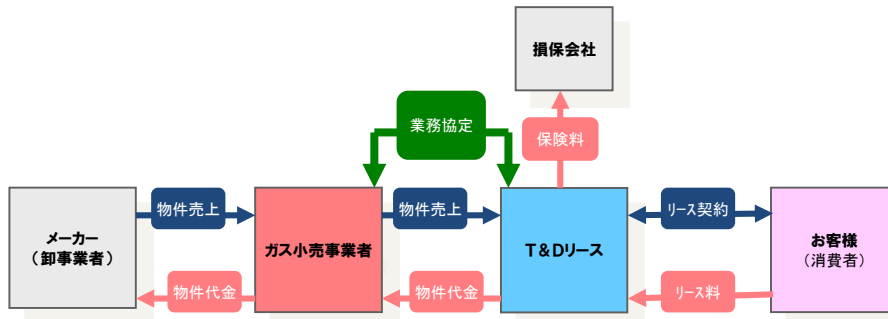 損保会社
業務協定
保険料
物件売上
物件売上
リース契約
メーカー
（卸事業者）
ガス小売事業者
T&Dリース
お客様
（消費者）
物件代金
物件代金
リース料